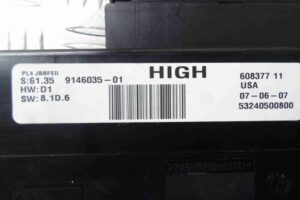 PL4 JBBFEII
S:61.35 9146035-01
HW:D1
SW:8.1D.6
HIGH
608377 11
USA
07-06-07
53240500800